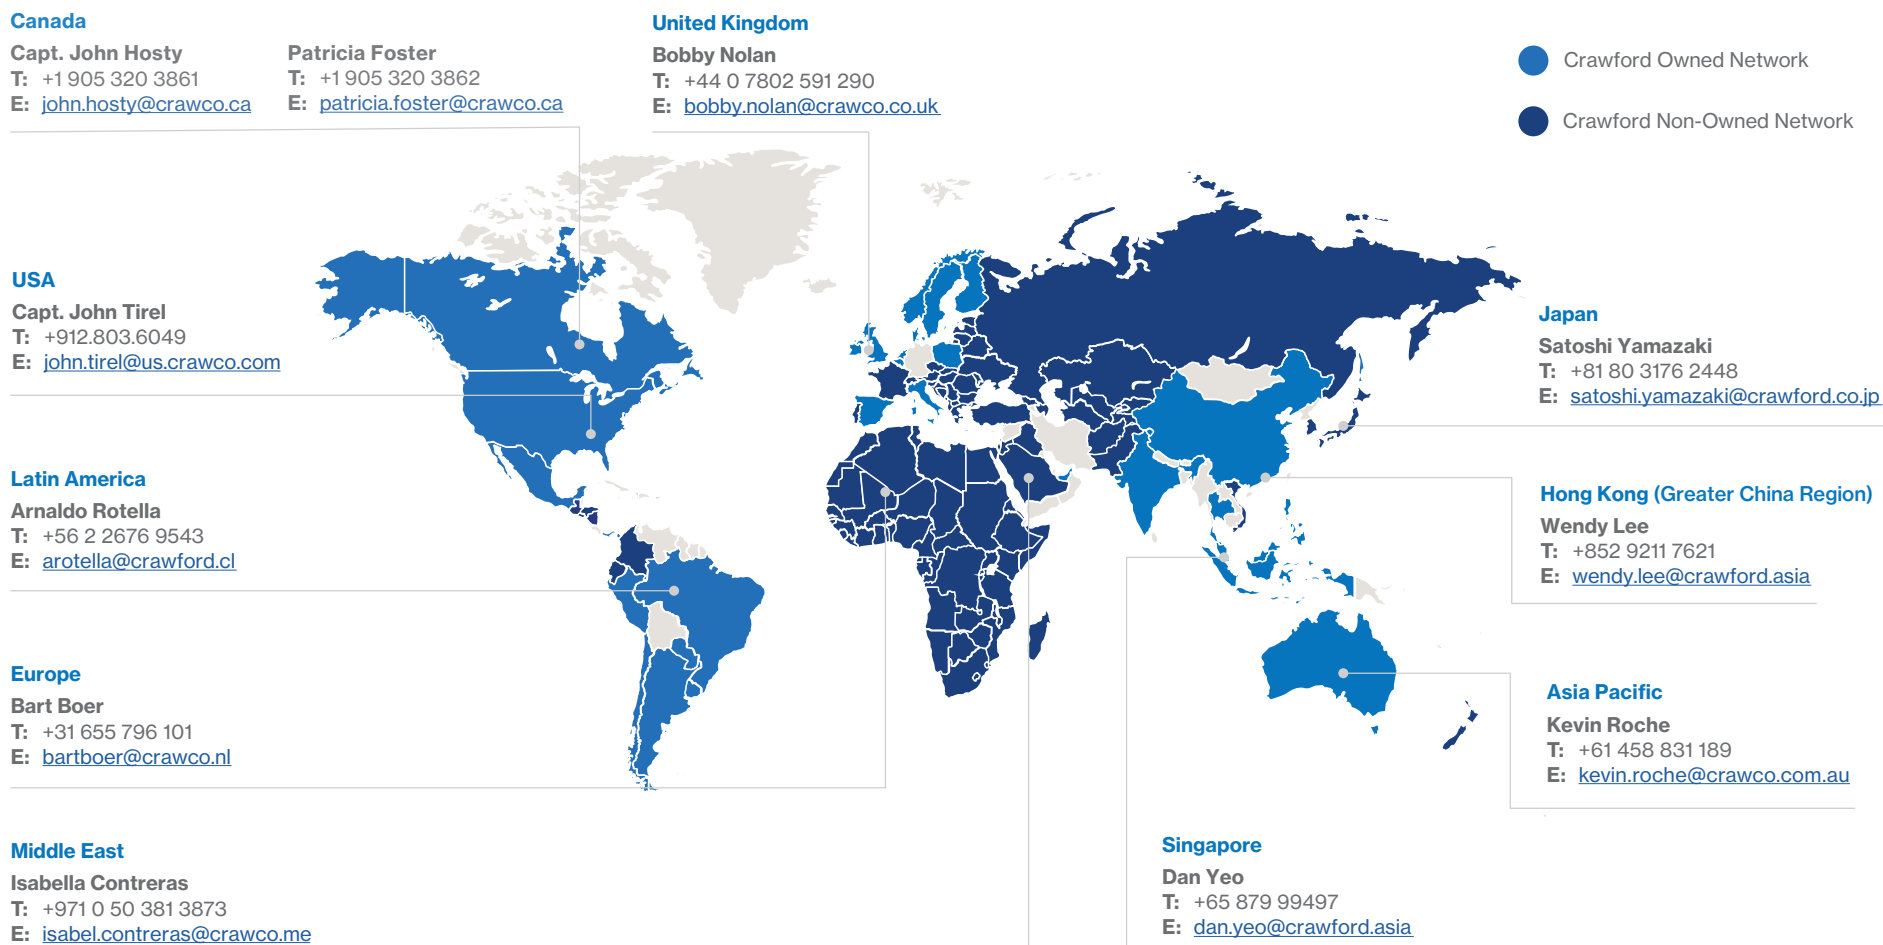 Canada
Capt. John Hosty
T: +1 905 320 3861
E: john.hosty@crawco.ca
Patricia Foster
T: +1 905 320 3862
E: patricia.foster@crawco.ca
United Kingdom
Bobby Nolan
T: +44 0 7802 591 290
E: bobby.nolan@crawco.co.uk
Crawford Owned Network
Crawford Non-Owned Network
USA
Capt. John Tirel
T: +912.803.6049
E: john.tirel@us.crawco.com
Japan
Satoshi Yamazaki
T: +81 80 3176 2448
E: satoshi.yamazaki@crawford.co.jp
Latin America
Arnaldo Rotella
T: +56 2 2676 9543
E: arotella@crawford.cl
Hong Kong (Greater China Region)
Wendy Lee
T: +852 9211 7621
E: wendy.lee@crawford.asia
Europe
Bart Boer
T: +31 655 796 101
E: bartboer@crawco.nl
Asia Pacific
Kevin Roche
T: +61 458 831 189
E: kevin.roche@crawco.com.au
Middle East
Isabella Contreras
T: +971 0 50 381 3873
E: isabel.contreras@crawco.me
Singapore
Dan Yeo
T: +65 879 99497
E: dan.yeo@crawford.asia